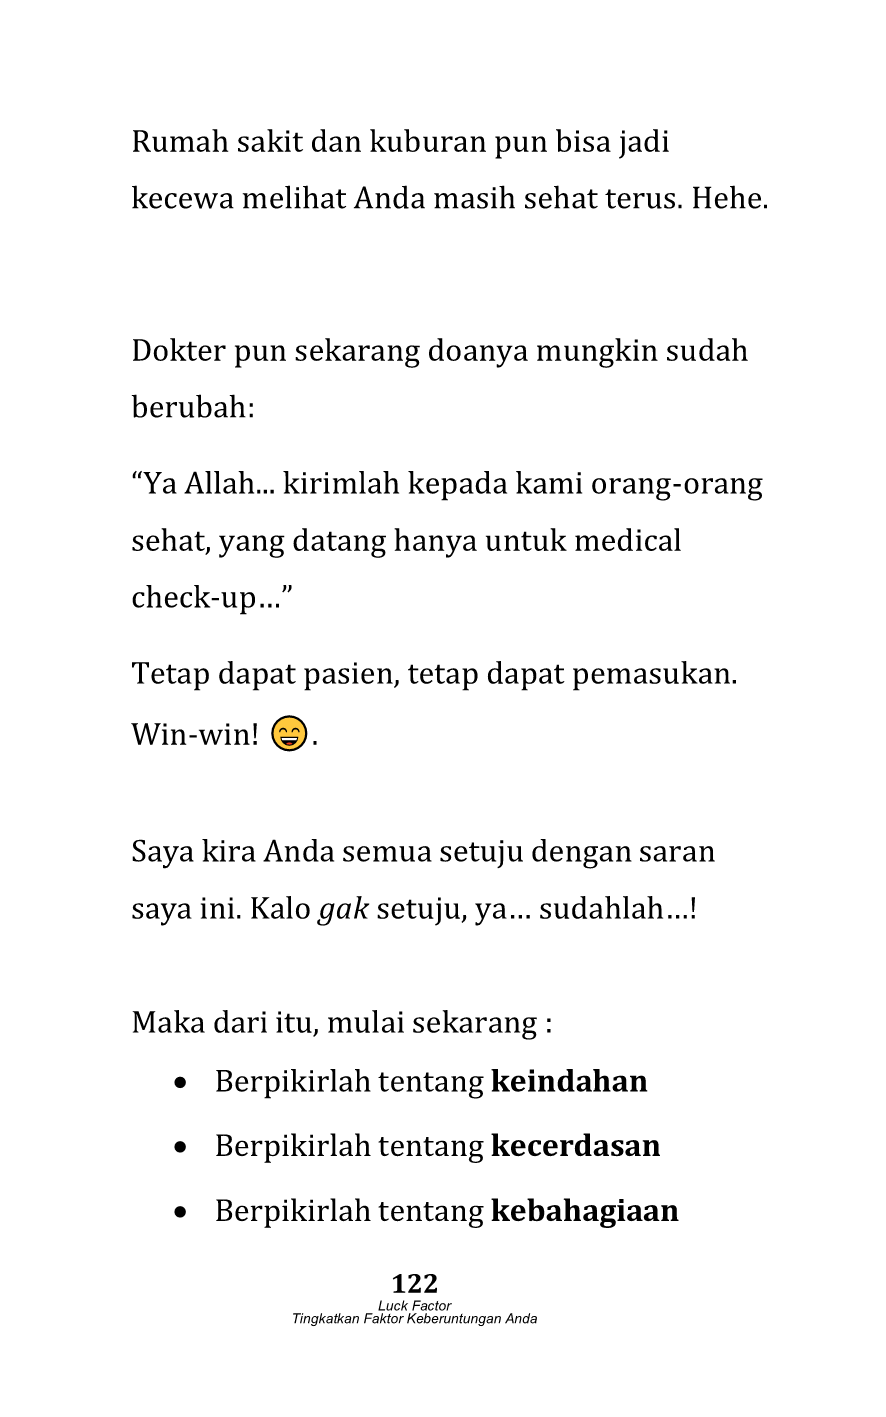 Rumah sakit dan kuburan pun bisa jadi
kecewa melihat Anda masih sehat terus. Hehe.
Dokter pun sekarang doanya mungkin sudah
berubah:
“Ya Allah... kirimlah kepada kami orang-orang
sehat, yang datang hanya untuk medical
check-up…”
Tetap dapat pasien, tetap dapat pemasukan.
Win-win! 😄.
Saya kira Anda semua setuju dengan saran
saya ini. Kalo gak setuju, ya… sudahlah…!
Maka dari itu, mulai sekarang :
• Berpikirlah tentang keindahan
• Berpikirlah tentang kecerdasan
• Berpikirlah tentang kebahagiaan
122
Luck Factor
Tingkatkan Faktor Keberuntungan Anda